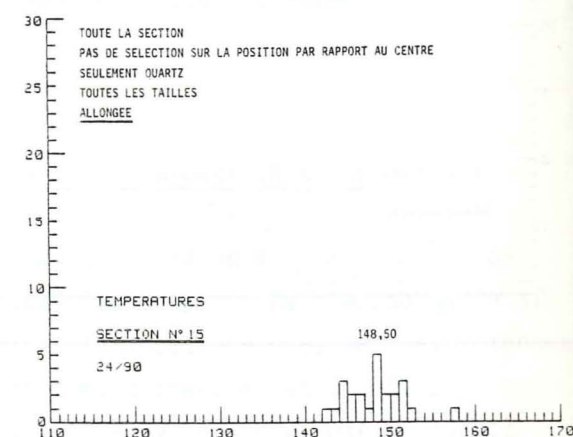 30
TOUTE LA SECTION
PAS DE SELECTION SUR LA POSITION PAR RAPPORT AU CENTRE
SEULEMENT QUARTZ
25
TOUTES LES TAILLES
ALLONGEE
20
15
10
TEMPERATURES
SECTION N° 15
148,50
5
24/90
0
110 120 130 140 150 160 170